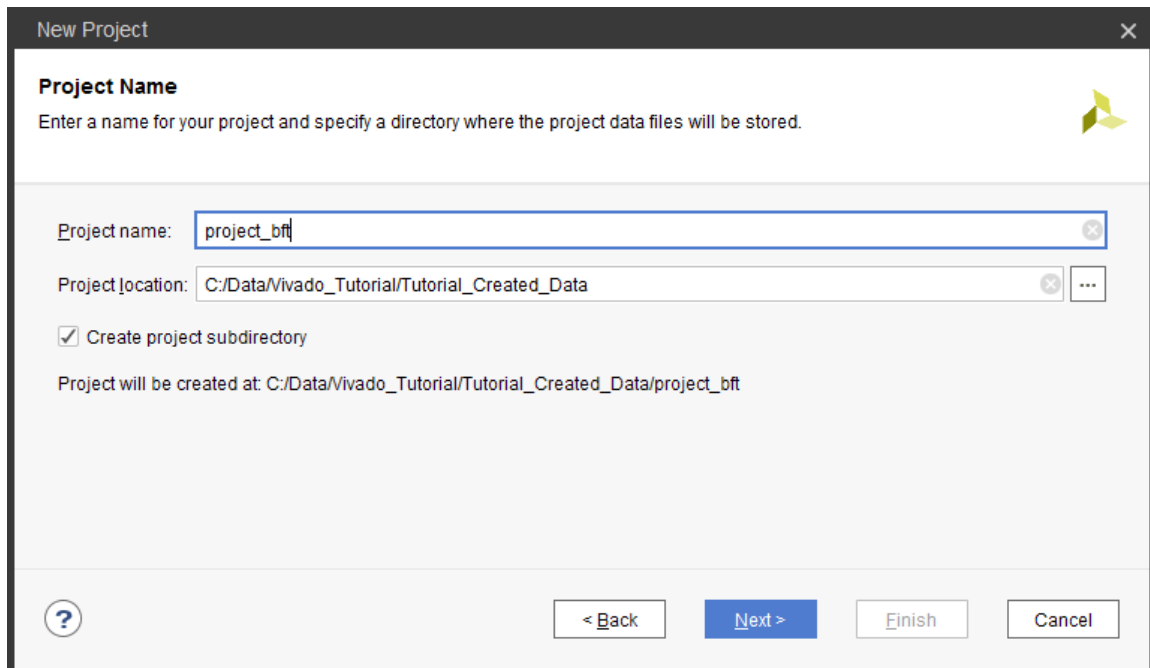 New Project
Project Name
Enter a name for your project and specify a directory where the project data files will be stored.
Project name: project_bft
Project location: C:/Data/Vivado_Tutorial/Tutorial_Created_Data ...
Create project subdirectory
Project will be created at: C:/Data/Vivado_Tutorial/Tutorial_Created_Data/project_bft
? < Back Next > Finish Cancel